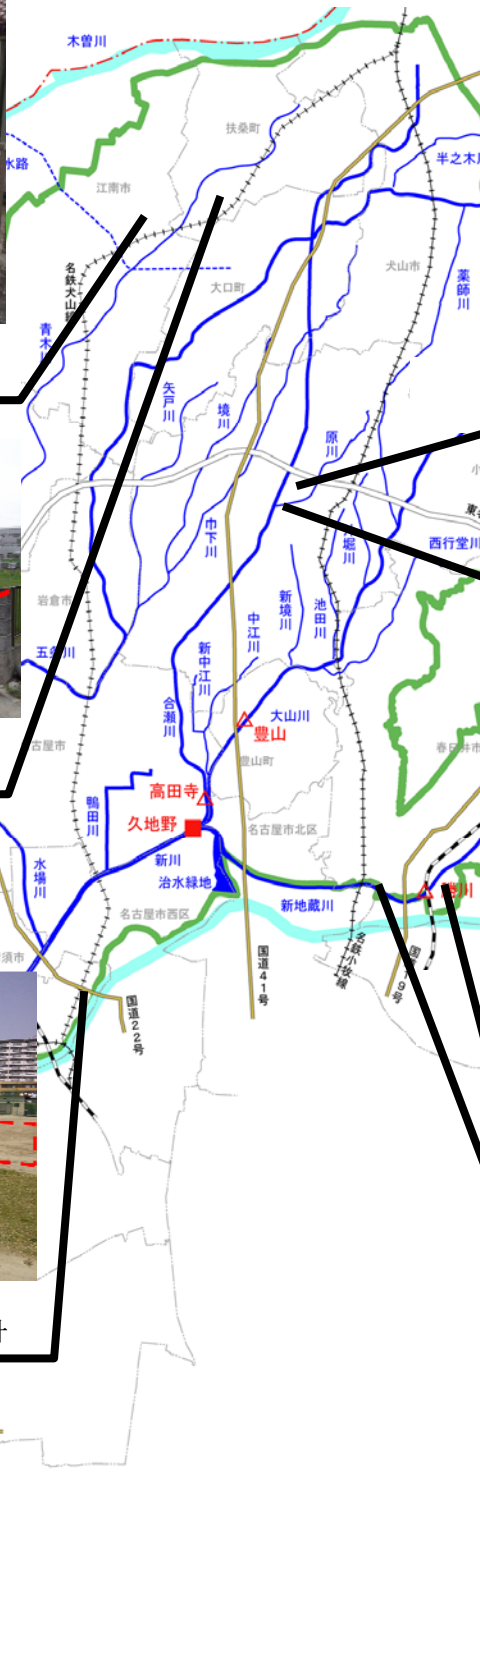 木曽川
扶桑町
水路
半之木川
江南市
名鉄犬山線
犬山市
薬師川
大口町
青木川
矢戸川
境川
原川
巾下川
西行堂川
新境川
池田川
岩倉市
中江川
五条川
新中江川
合瀬川
大山川
豊山
古屋市
豊山町
春日井市
高田寺
鴨田川
久地野
名古屋市北区
水場川
新川
治水緑地
新地蔵川
名古屋市西区
須市
国道41号
名鉄小牧線
国道22号